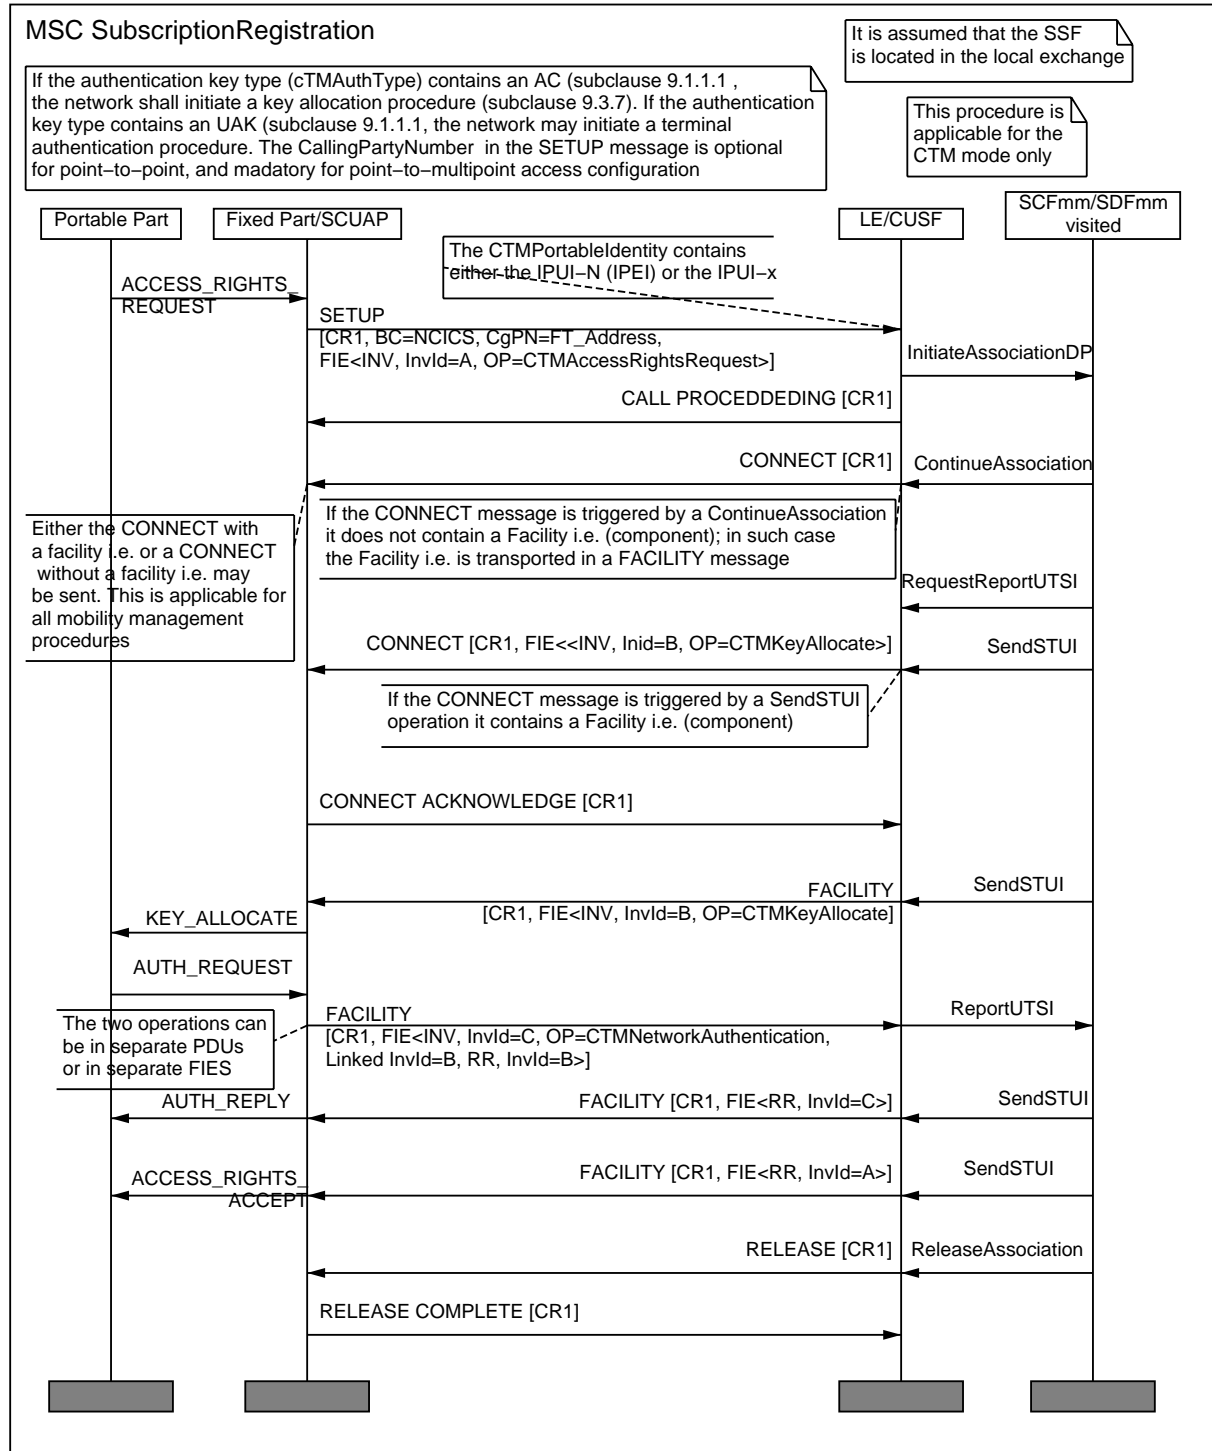 MSC SubscriptionRegistration
It is assumed that the SSF
is located in the local exchange
If the authentication key type (cTMAuthType) contains an AC (subclause 9.1.1.1 ,
the network shall initiate a key allocation procedure (subclause 9.3.7). If the authentication
key type contains an UAK (subclause 9.1.1.1, the network may initiate a terminal
authentication procedure. The CallingPartyNumber in the SETUP message is optional
for point-to-point, and madatory for point-to-multipoint access configuration
This procedure is
applicable for the
CTM mode only
Portable Part
Fixed Part/SCUAP
LE/CUSF
SCFmm/SDFmm
visited
The CTMPortableIdentity contains
either the IPUI-N (IPEI) or the IPUI-x
ACCESS_RIGHTS_
REQUEST
SETUP
[CR1, BC=NCICS, CgPN=FT_Address,
FIE<INV, InvId=A, OP=CTMAccessRightsRequest>]
InitiateAssociationDP
CALL PROCEDDEDING [CR1]
CONNECT [CR1]
ContinueAssociation
Either the CONNECT with
a facility i.e. or a CONNECT
without a facility i.e. may
be sent. This is applicable for
all mobility management
procedures
If the CONNECT message is triggered by a ContinueAssociation
it does not contain a Facility i.e. (component); in such case
the Facility i.e. is transported in a FACILITY message
RequestReportUTSI
CONNECT [CR1, FIE<<INV, Inid=B, OP=CTMKeyAllocate>]
SendSTUI
If the CONNECT message is triggered by a SendSTUI
operation it contains a Facility i.e. (component)
CONNECT ACKNOWLEDGE [CR1]
FACILITY
[CR1, FIE<INV, InvId=B, OP=CTMKeyAllocate]
SendSTUI
KEY_ALLOCATE
AUTH_REQUEST
The two operations can
be in separate PDUs
or in separate FIES
FACILITY
[CR1, FIE<INV, InvId=C, OP=CTMNetworkAuthentication,
Linked InvId=B, RR, InvId=B>]
ReportUTSI
AUTH_REPLY
FACILITY [CR1, FIE<RR, InvId=C>]
SendSTUI
ACCESS_RIGHTS_
ACCEPT
FACILITY [CR1, FIE<RR, InvId=A>]
SendSTUI
RELEASE [CR1]
ReleaseAssociation
RELEASE COMPLETE [CR1]